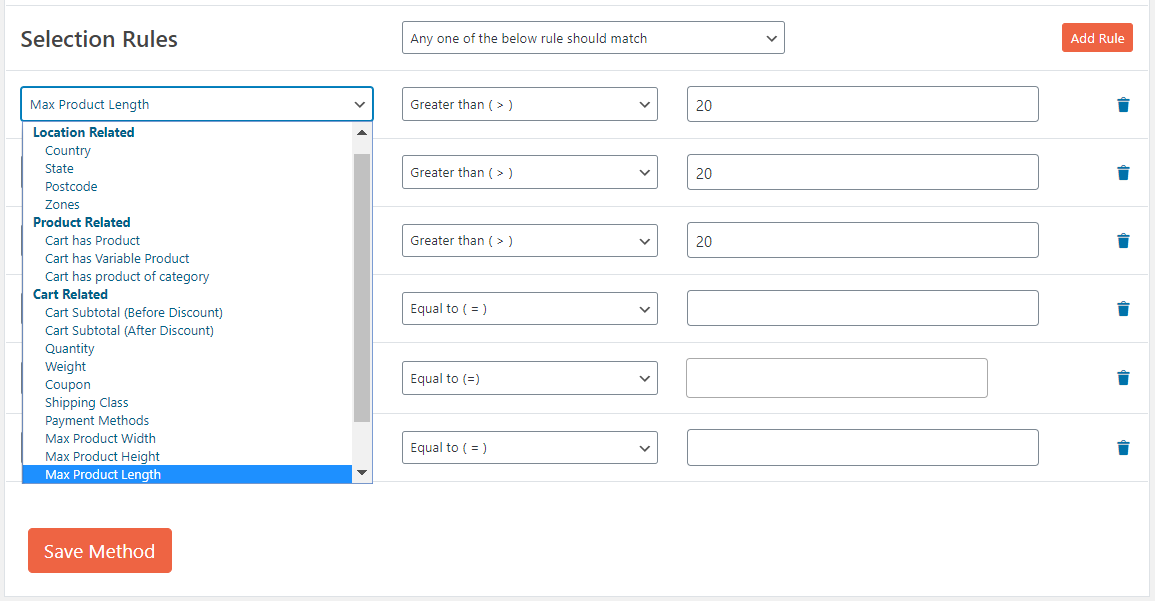 Selection Rules
Any one of the below rule should match
Add Rule
Max Product Length
Greater than ( > )
20
Location Related
Country
State
Postcode
Zones
Product Related
Cart has Product
Cart has Variable Product
Cart has product of category
Cart Related
Cart Subtotal (Before Discount)
Cart Subtotal (After Discount)
Quantity
Weight
Coupon
Shipping Class
Payment Methods
Max Product Width
Max Product Height
Max Product Length
Greater than ( > )
20
Greater than ( > )
20
Equal to ( = )
Equal to (=)
Equal to ( = )
Save Method